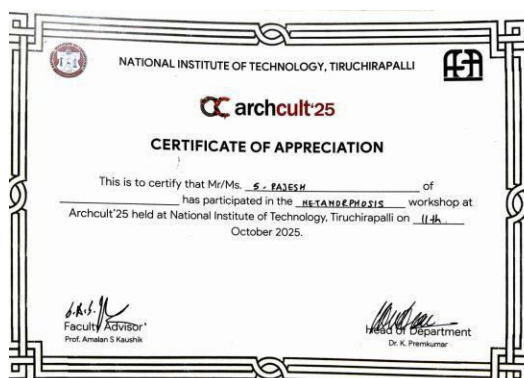 NATIONAL INSTITUTE OF TECHNOLOGY, TIRUCHIRAPALLI
archcult'25
CERTIFICATE OF APPRECIATION
This is to certify that Mr/Ms. S. RAJESH of
has participated in the METAMORPHOSIS workshop at
Archcult'25 held at National Institute of Technology, Tiruchirapalli on 11th
October 2025.
Faculty Advisor
Prof. Amalan S Kaushik
Head of Department
Dr. K. Premkumar